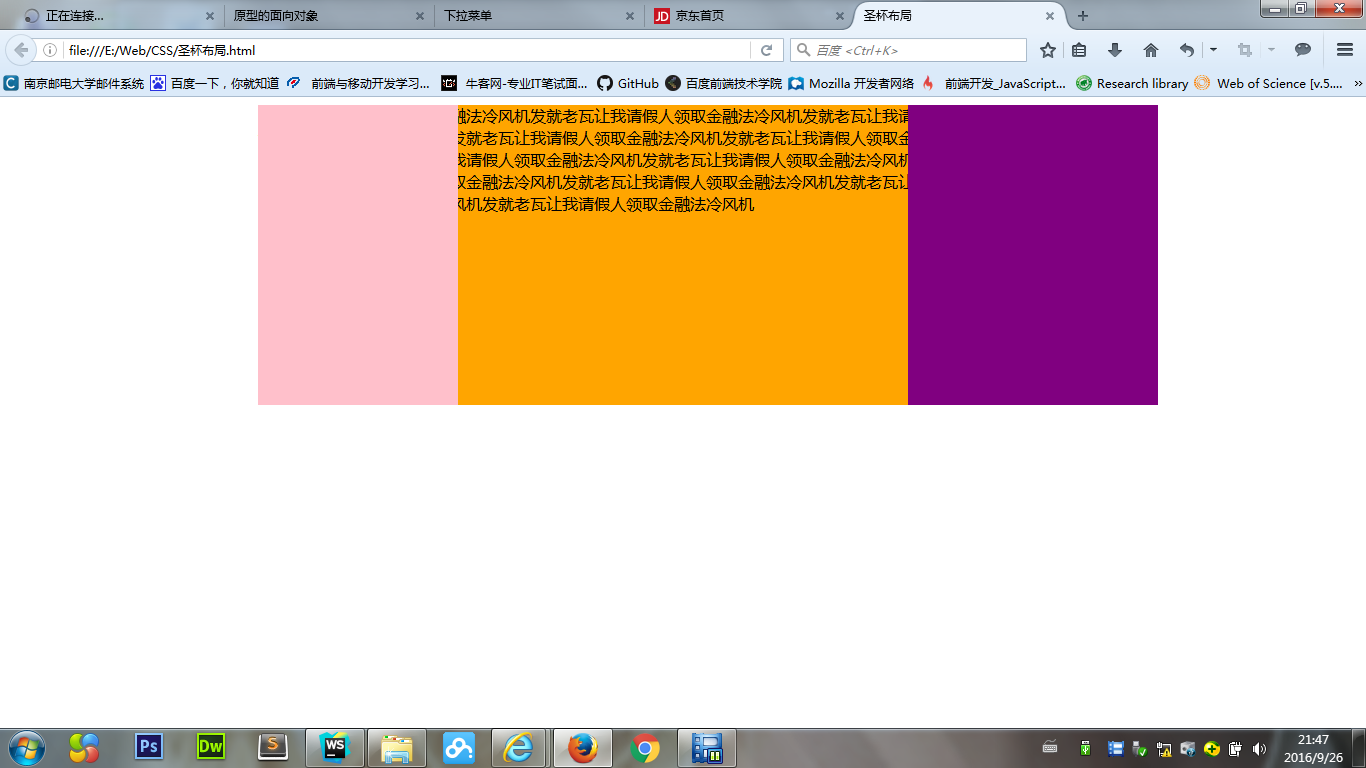 正在连接...
原型的面向对象
下拉菜单
JD 京东首页
圣杯布局
file:///E:/Web/CSS/圣杯布局.html
百度 <Ctrl+K>
南京邮电大学邮件系统 百度一下，你就知道 前端与移动开发学习... 牛客网-专业IT笔试面... GitHub 百度前端技术学院 Mozilla 开发者网络 前端开发_JavaScript... Research library Web of Science [v.5....
融法冷风机发就老瓦让我请假人领取金融法冷风机发就老瓦让我请
发就老瓦让我请假人领取金融法冷风机发就老瓦让我请假人领取金
我请假人领取金融法冷风机发就老瓦让我请假人领取金融法冷风机
取金融法冷风机发就老瓦让我请假人领取金融法冷风机发就老瓦让
风机发就老瓦让我请假人领取金融法冷风机
Ps
Dw
S
WS
21:47
2016/9/26